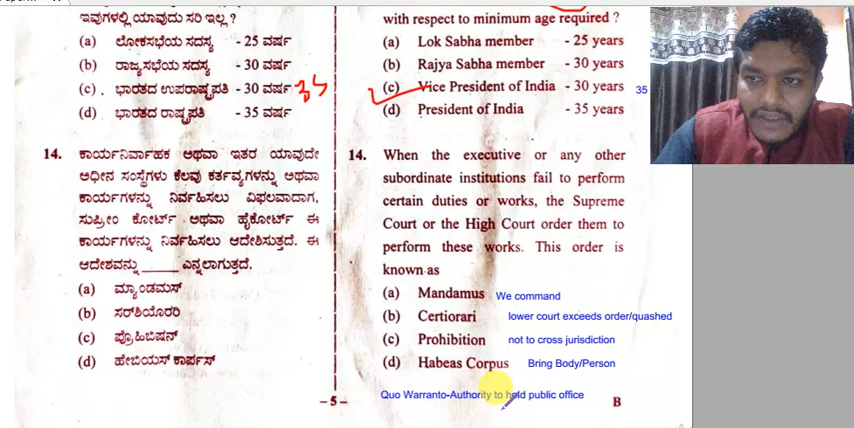 ಇವುಗಳಲ್ಲಿ ಯಾವುದು ಸರಿ ಇಲ್ಲ ?
(a) ಲೋಕಸಭೆಯ ಸದಸ್ಯ - 25 ವರ್ಷ
(b) ರಾಜ್ಯಸಭೆಯ ಸದಸ್ಯ - 30 ವರ್ಷ
(c) ಭಾರತದ ಉಪರಾಷ್ಟ್ರಪತಿ - 30 ವರ್ಷ 35
(d) ಭಾರತದ ರಾಷ್ಟ್ರಪತಿ - 35 ವರ್ಷ
14. ಕಾರ್ಯನಿರ್ವಾಹಕ ಅಥವಾ ಇತರ ಯಾವುದೇ
ಅಧೀನ ಸಂಸ್ಥೆಗಳು ಕೆಲವು ಕರ್ತವ್ಯಗಳನ್ನು ಅಥವಾ
ಕಾರ್ಯಗಳನ್ನು ನಿರ್ವಹಿಸಲು ವಿಫಲವಾದಾಗ,
ಸುಪ್ರೀಂ ಕೋರ್ಟ್ ಅಥವಾ ಹೈಕೋರ್ಟ್ ಈ
ಕಾರ್ಯಗಳನ್ನು ನಿರ್ವಹಿಸಲು ಆದೇಶಿಸುತ್ತದೆ. ಈ
ಆದೇಶವನ್ನು _____ ಎನ್ನಲಾಗುತ್ತದೆ.
(a) ಮ್ಯಾಂಡಮಸ್
(b) ಸರ್‌ಶಿಯೊರರಿ
(c) ಪ್ರೊಹಿಬಿಷನ್
(d) ಹೇಬಿಯಸ್ ಕಾರ್ಪಸ್
with respect to minimum age required ?
(a) Lok Sabha member - 25 years
(b) Rajya Sabha member - 30 years
(c) Vice President of India - 30 years 35
(d) President of India - 35 years
14. When the executive or any other
subordinate institutions fail to perform
certain duties or works, the Supreme
Court or the High Court order them to
perform these works. This order is
known as
(a) Mandamus We command
(b) Certiorari lower court exceeds order/quashed
(c) Prohibition not to cross jurisdiction
(d) Habeas Corpus Bring Body/Person
Quo Warranto-Authority to hold public office
- 5 - B